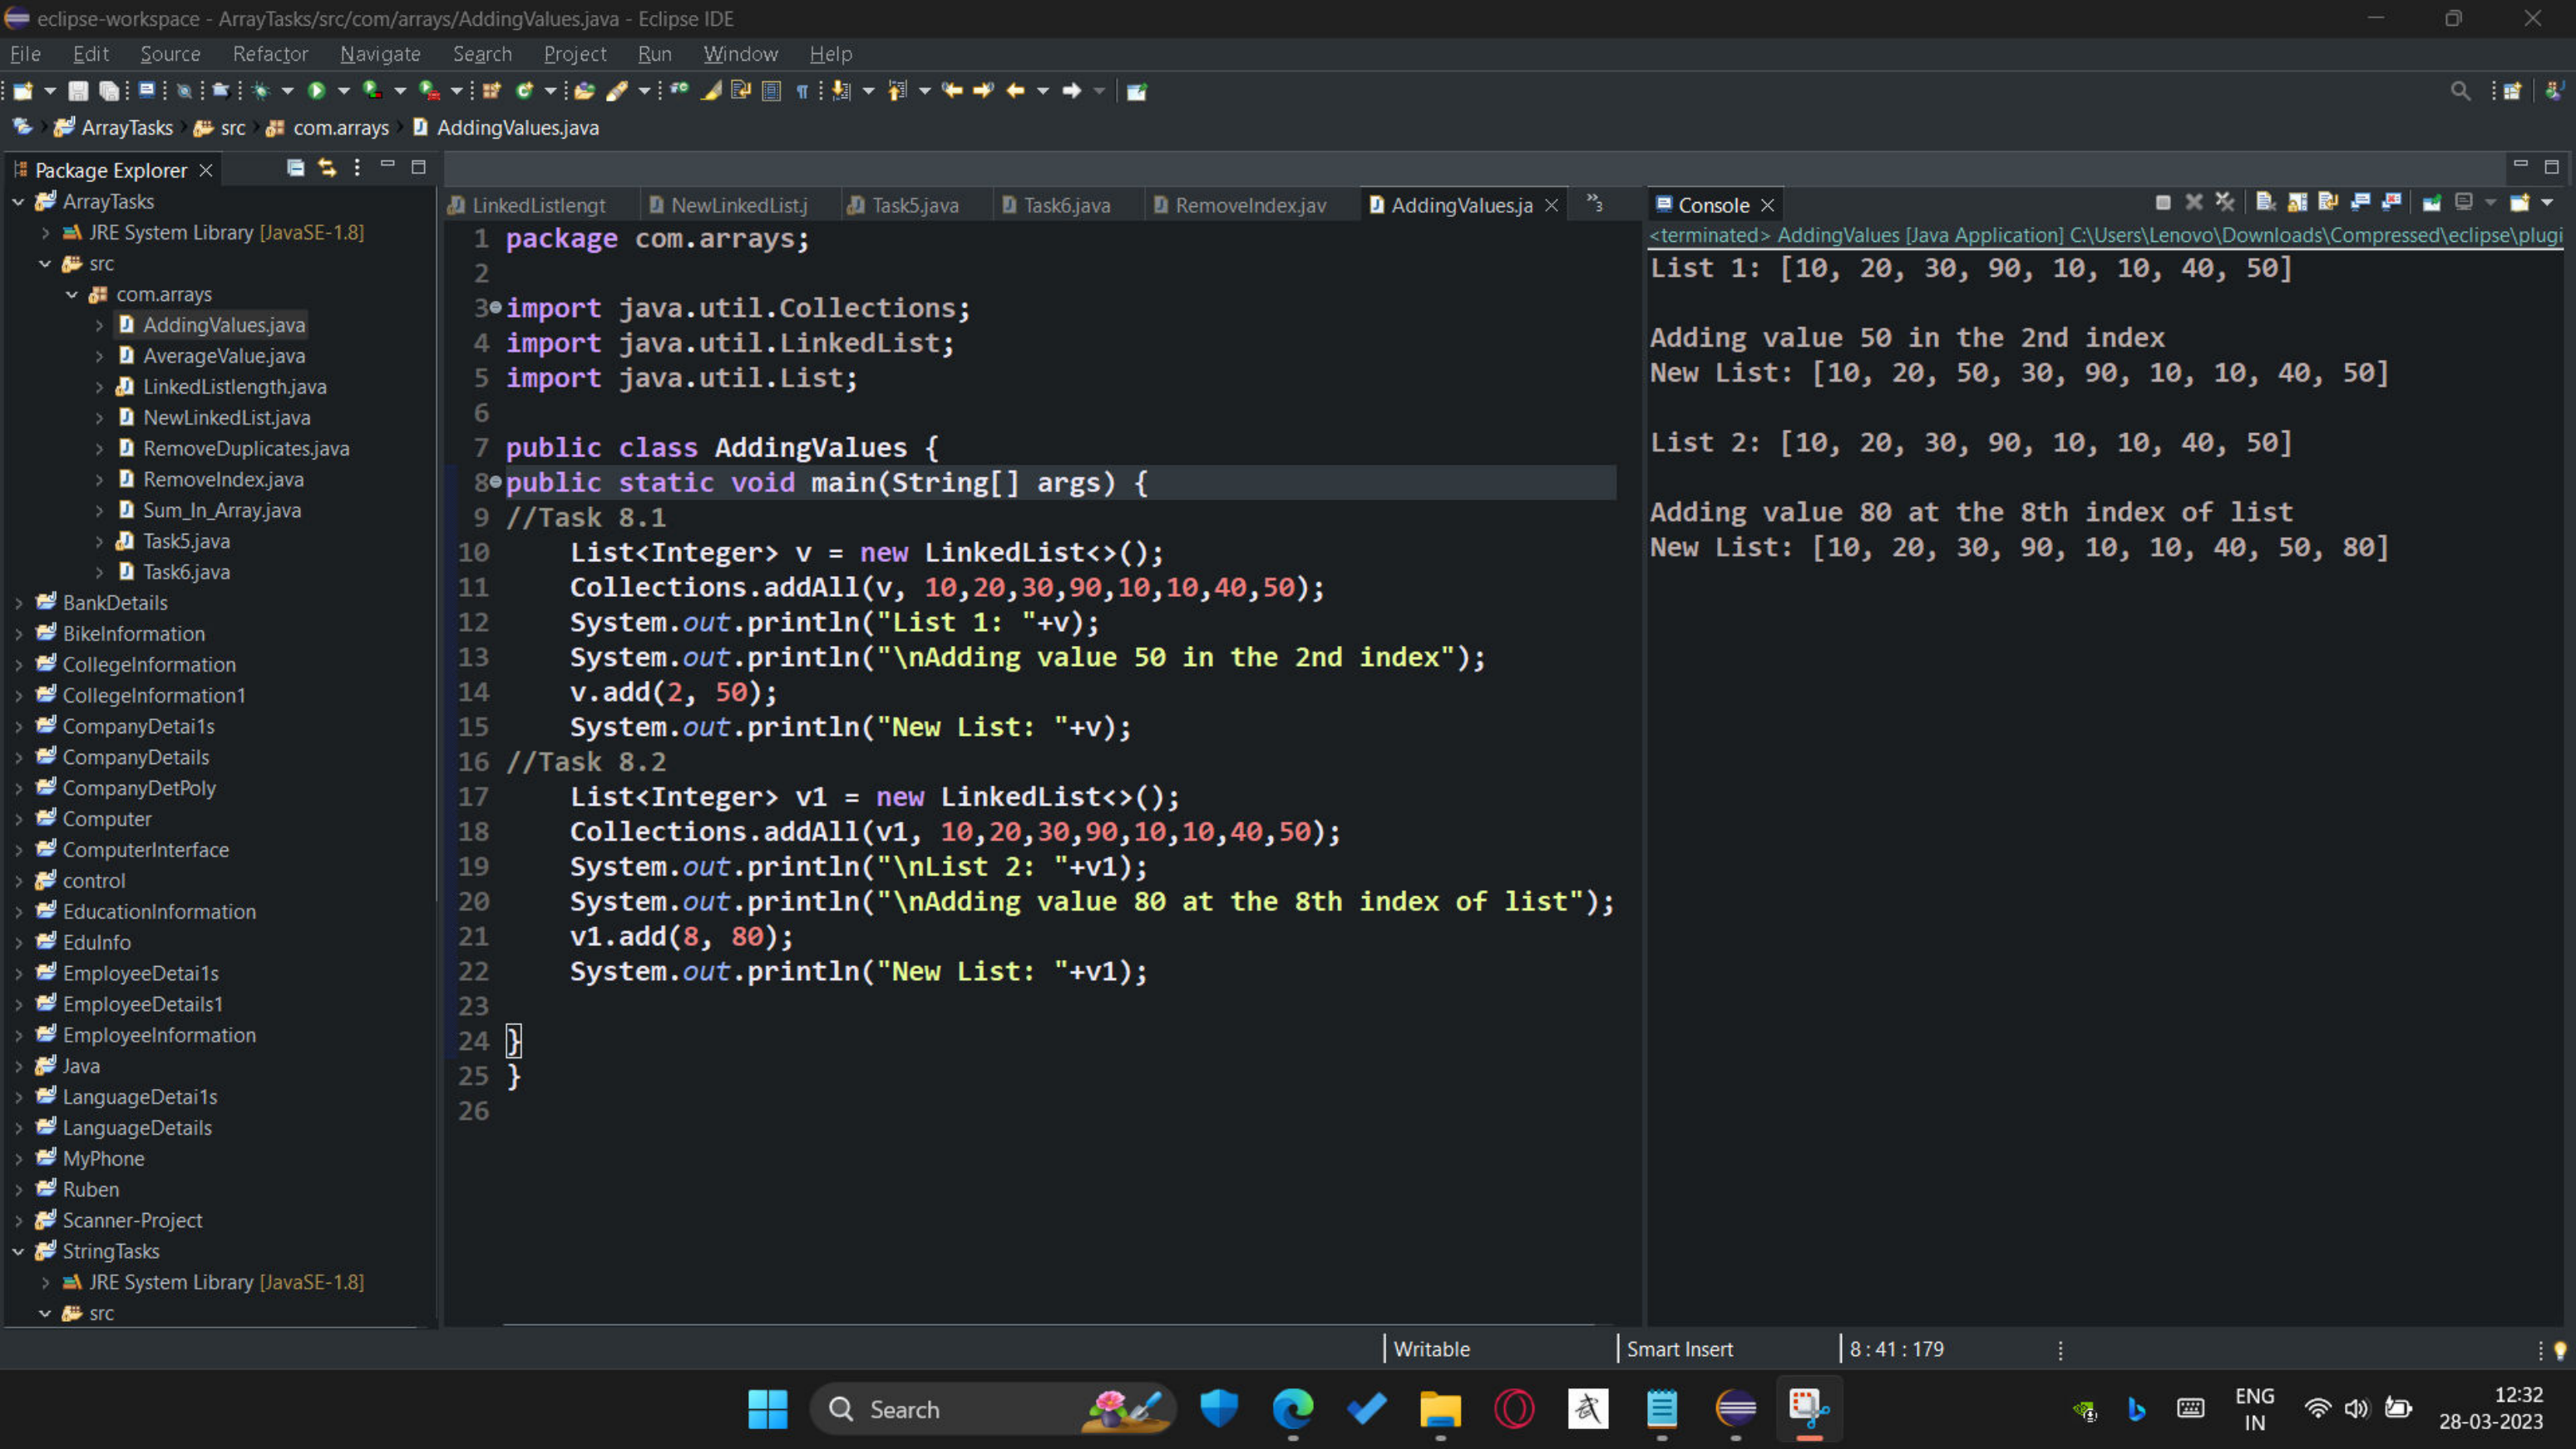 eclipse-workspace - ArrayTasks/src/com/arrays/AddingValues.java - Eclipse IDE
File Edit Source Refactor Navigate Search Project Run Window Help
ArrayTasks src com.arrays AddingValues.java
Package Explorer
ArrayTasks
JRE System Library [JavaSE-1.8]
src
com.arrays
AddingValues.java
AverageValue.java
LinkedListlength.java
NewLinkedList.java
RemoveDuplicates.java
RemoveIndex.java
Sum_In_Array.java
Task5.java
Task6.java
BankDetails
BikeInformation
CollegeInformation
CollegeInformation1
CompanyDetai1s
CompanyDetails
CompanyDetPoly
Computer
ComputerInterface
control
EducationInformation
EduInfo
EmployeeDetai1s
EmployeeDetails1
EmployeeInformation
Java
LanguageDetai1s
LanguageDetails
MyPhone
Ruben
Scanner-Project
StringTasks
JRE System Library [JavaSE-1.8]
src
LinkedListlengt NewLinkedList.j Task5.java Task6.java RemoveIndex.jav AddingValues.ja »3
1 package com.arrays;
2
3 import java.util.Collections;
4 import java.util.LinkedList;
5 import java.util.List;
6
7 public class AddingValues {
8 public static void main(String[] args) {
9 //Task 8.1
10 List<Integer> v = new LinkedList<>();
11 Collections.addAll(v, 10,20,30,90,10,10,40,50);
12 System.out.println("List 1: "+v);
13 System.out.println("\nAdding value 50 in the 2nd index");
14 v.add(2, 50);
15 System.out.println("New List: "+v);
16 //Task 8.2
17 List<Integer> v1 = new LinkedList<>();
18 Collections.addAll(v1, 10,20,30,90,10,10,40,50);
19 System.out.println("\nList 2: "+v1);
20 System.out.println("\nAdding value 80 at the 8th index of list");
21 v1.add(8, 80);
22 System.out.println("New List: "+v1);
23
24 }
25 }
26
Console
<terminated> AddingValues [Java Application] C:\Users\Lenovo\Downloads\Compressed\eclipse\plugi
List 1: [10, 20, 30, 90, 10, 10, 40, 50]
Adding value 50 in the 2nd index
New List: [10, 20, 50, 30, 90, 10, 10, 40, 50]
List 2: [10, 20, 30, 90, 10, 10, 40, 50]
Adding value 80 at the 8th index of list
New List: [10, 20, 30, 90, 10, 10, 40, 50, 80]
Writable Smart Insert 8 : 41 : 179
Search
ENG
IN
12:32
28-03-2023